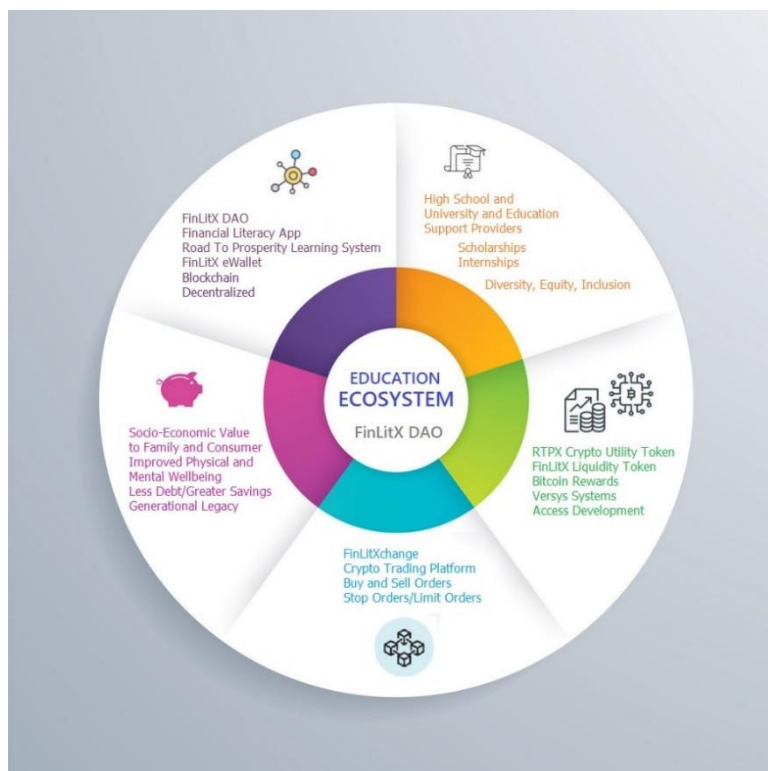 FinLitX DAO
Financial Literacy App
Road To Prosperity Learning System
FinLitX eWallet
Blockchain
Decentralized
High School and
University and Education
Support Providers
Scholarships
Internships
Diversity, Equity, Inclusion
EDUCATION
ECOSYSTEM
FinLitX DAO
Socio-Economic Value
to Family and Consumer
Improved Physical and
Mental Wellbeing
Less Debt/Greater Savings
Generational Legacy
RTPX Crypto Utility Token
FinLitX Liquidity Token
Bitcoin Rewards
Versys Systems
Access Development
FinLitXchange
Crypto Trading Platform
Buy and Sell Orders
Stop Orders/Limit Orders